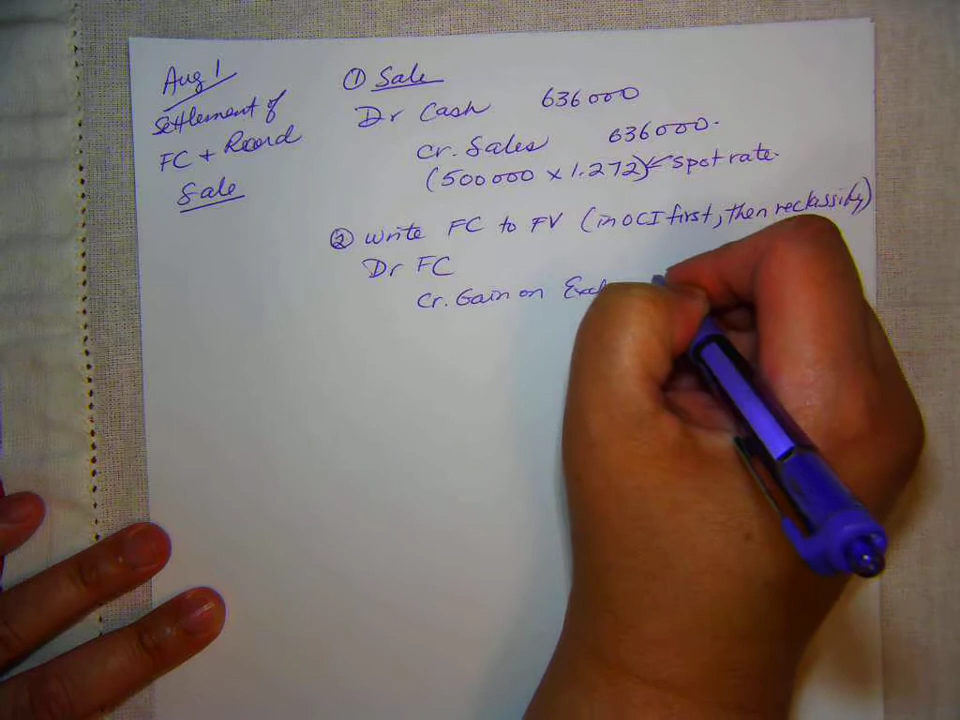 Aug 1
Settlement of
FC + Record
Sale
① Sale
Dr Cash 636000
Cr. Sales 636000.
(500000 x 1.272) ← Spot rate.
② Write FC to FV (in OCI first, then reclassify)
Dr FC
Cr. Gain on Exch